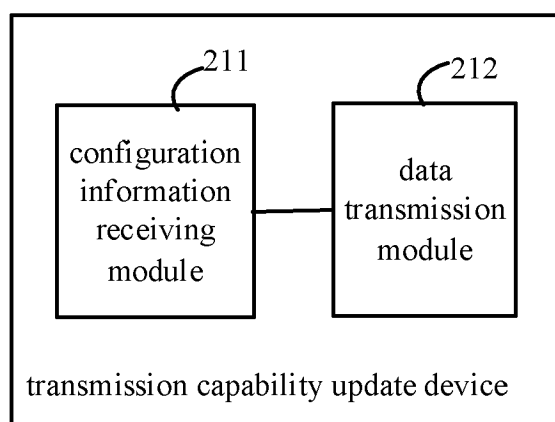 211
212
configuration
information
receiving
module
data
transmission
module
transmission capability update device